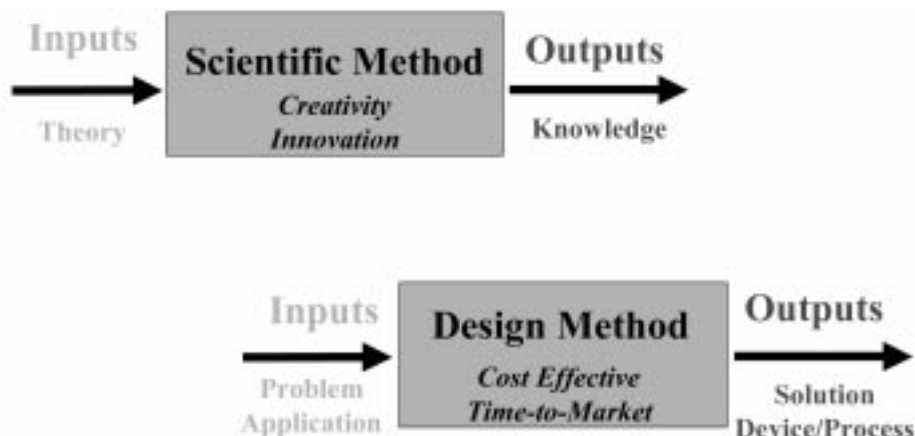 Inputs
Scientific Method
Outputs
Creativity
Theory
Innovation
Knowledge
Inputs
Design Method
Outputs
Problem
Application
Cost Effective
Time-to-Market
Solution
Device/Process